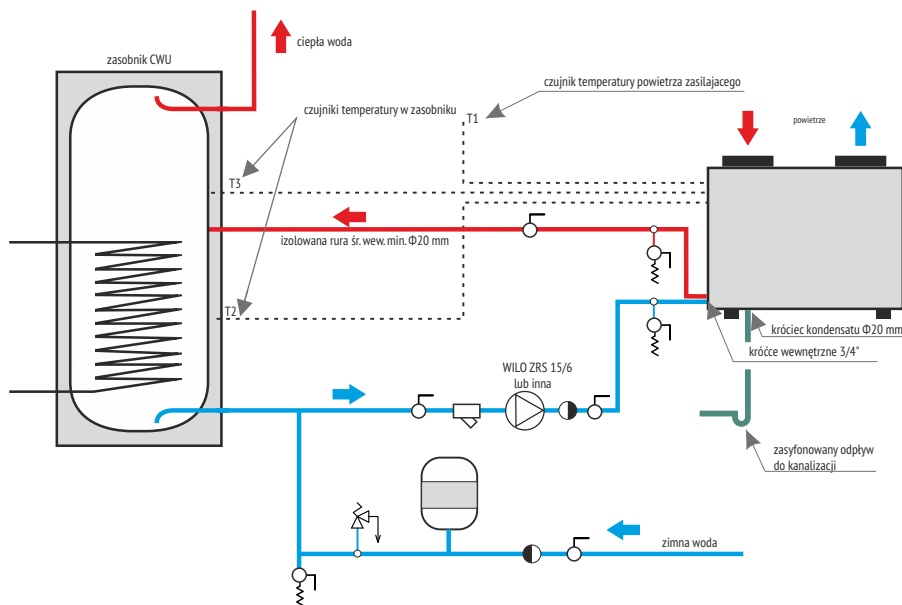 zasobnik CWU
ciepła woda
czujniki temperatury w zasobniku
czujnik temperatury powietrza zasilajacego
T1
powietrze
T3
izolowana rura śr. wew. min. Φ20 mm
T2
króciec kondensatu Φ20 mm
króćce wewnętrzne 3/4"
WILO ZRS 15/6
lub inna
zasyfonowany odpływ
do kanalizacji
zimna woda